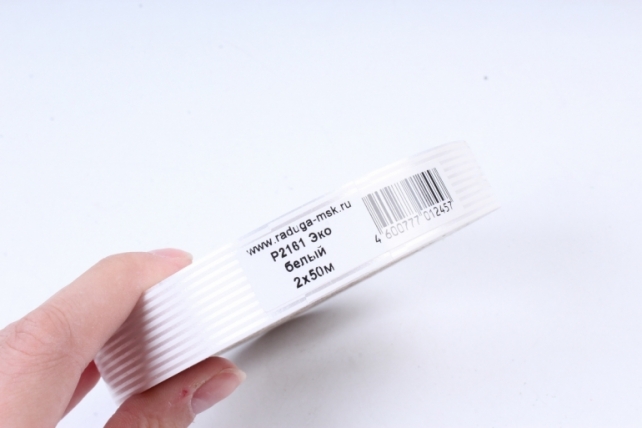 www.raduga-msk.ru
Р2161 Эко
белый
2х50м
4 600777 012457